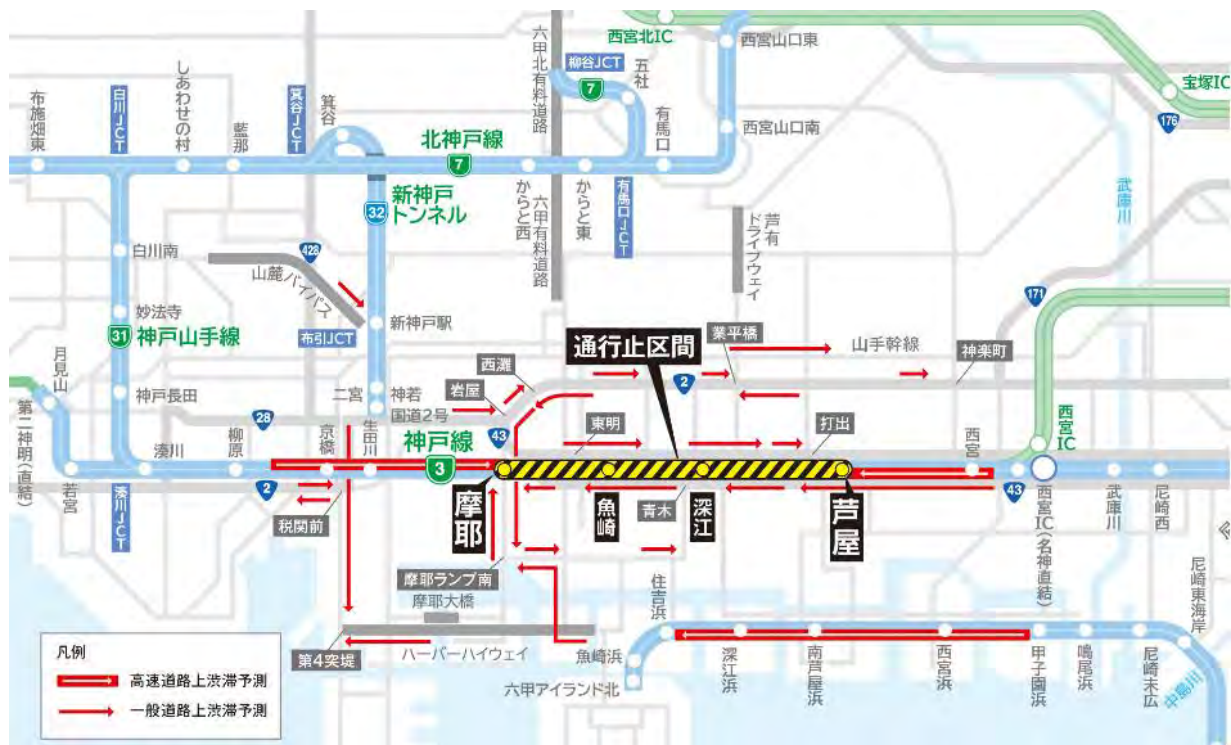 西宮北IC
西宮山口東
宝塚IC
176
六甲北有料道路
柳谷JCT
7
五社
有馬口
西宮山口南
布施畑東
白川JCT
しあわせの村
藍那
箕谷JCT
箕谷
北神戸線
7
新神戸
トンネル
32
からと西
六甲有料道路
からと東
有馬口JCT
芦有
ドライブウェイ
武庫川
白川南
428
山麓バイパス
妙法寺
31
神戸山手線
布引JCT
新神戸駅
171
通行止区間
業平橋
山手幹線
神楽町
2
西灘
岩屋
月見山
第二神明(直結)
神戸長田
二宮
神若
国道2号
28
43
神戸線
3
東明
打出
西宮
西宮IC
若宮
湊川JCT
湊川
柳原
2
京橋
生田川
税関前
摩耶
魚崎
青木
深江
芦屋
43
西宮IC(名神直結)
武庫川
尼崎西
摩耶ランプ南
摩耶大橋
第4突堤
ハーバーハイウェイ
魚崎浜
六甲アイランド北
住吉浜
深江浜
南芦屋浜
西宮浜
甲子園浜
鳴尾浜
尼崎末広
尼崎東海岸
中島川
凡例
高速道路上渋滞予測
一般道路上渋滞予測